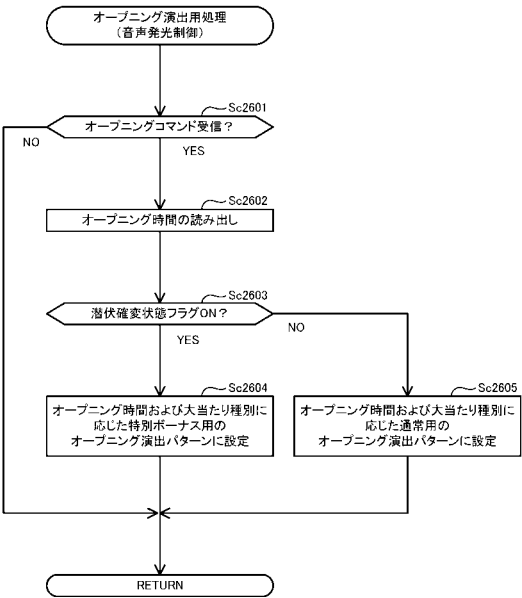 オープニング演出用処理
(音声発光制御)
Sc2601
オープニングコマンド受信?
NO
YES
Sc2602
オープニング時間の読み出し
Sc2603
潜伏確変状態フラグON?
NO
YES
Sc2604
オープニング時間および大当たり種別に
応じた特別ボーナス用の
オープニング演出パターンに設定
Sc2605
オープニング時間および大当たり種別に
応じた通常用の
オープニング演出パターンに設定
RETURN